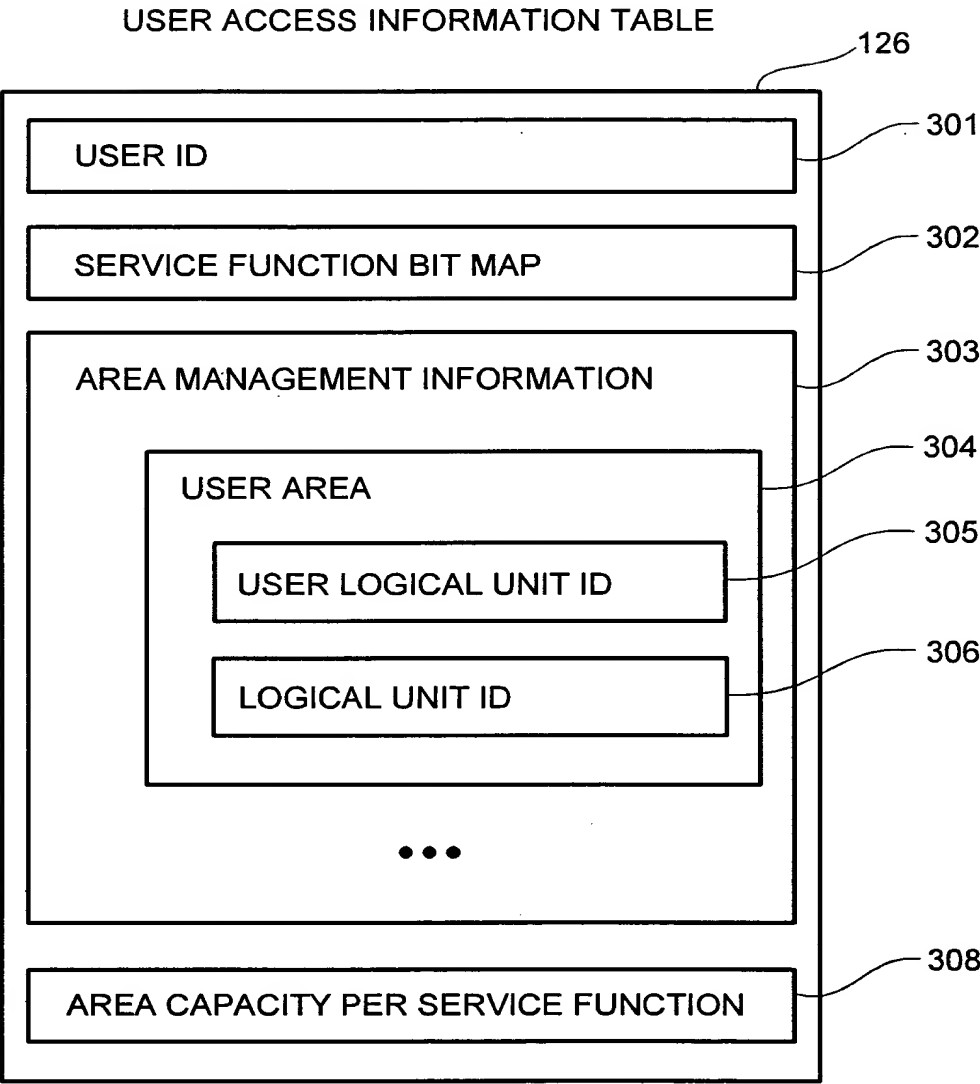 USER ACCESS INFORMATION TABLE
126
USER ID
301
SERVICE FUNCTION BIT MAP
302
AREA MANAGEMENT INFORMATION
303
USER AREA
304
USER LOGICAL UNIT ID
305
LOGICAL UNIT ID
306
•••
AREA CAPACITY PER SERVICE FUNCTION
308